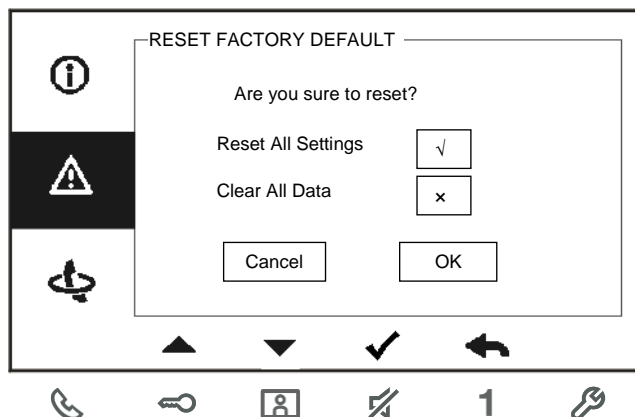 RESET FACTORY DEFAULT
Are you sure to reset?
Reset All Settings √
Clear All Data ×
Cancel OK
1